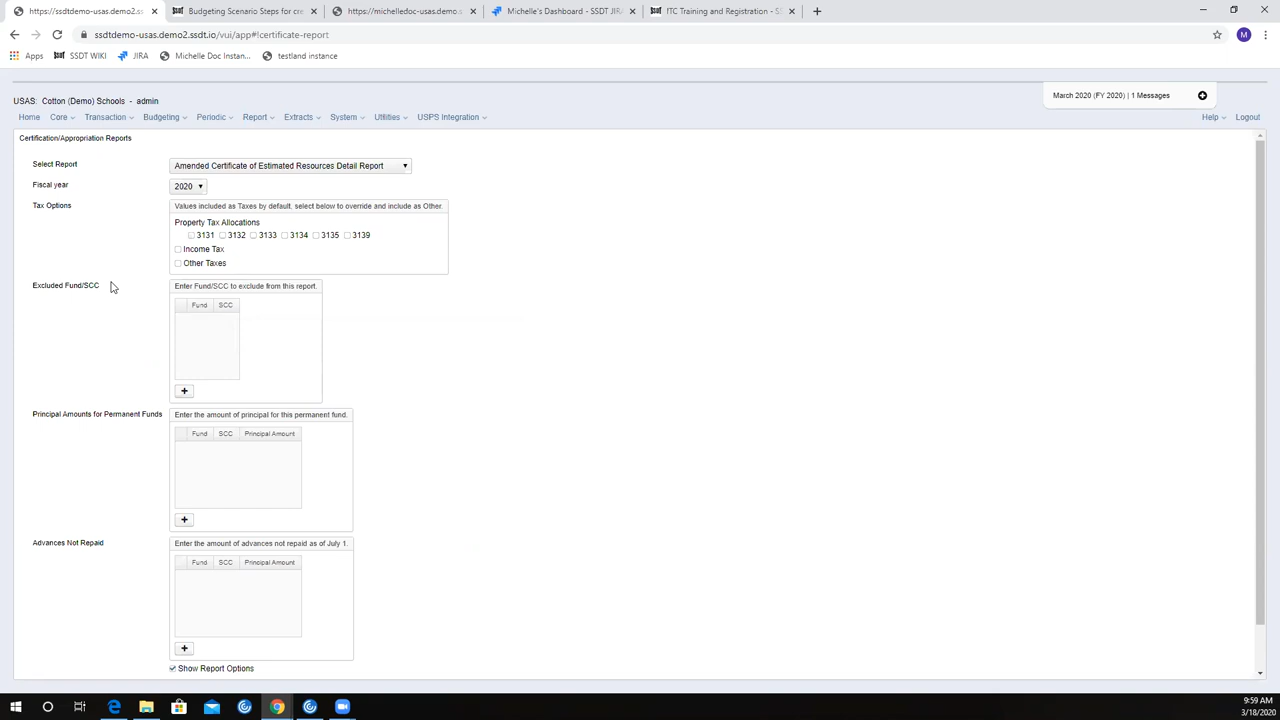 https://ssdtdemo-usas.demo2.ss
Budgeting Scenario Steps for cre
https://michelledoc-usas.demo.
Michelle's Dashboard - SSDT JIRA
ITC Training and Registration - SS
ssdtdemo-usas.demo2.ssdt.io/vui/app#!certificate-report
M
Apps
SSDT WIKI
JIRA
Michelle Doc Instan...
testland instance
USAS: Cotton (Demo) Schools - admin
March 2020 (FY 2020) | 1 Messages
Home Core Transaction Budgeting Periodic Report Extracts System Utilities USPS Integration Help Logout
Certification/Appropriation Reports
Select Report Amended Certificate of Estimated Resources Detail Report
Fiscal year 2020
Tax Options Values included as Taxes by default, select below to override and include as Other.
Property Tax Allocations
3131 3132 3133 3134 3135 3139
Income Tax
Other Taxes
Excluded Fund/SCC Enter Fund/SCC to exclude from this report.
Fund SCC
Principal Amounts for Permanent Funds Enter the amount of principal for this permanent fund.
Fund SCC Principal Amount
Advances Not Repaid Enter the amount of advances not repaid as of July 1.
Fund SCC Principal Amount
Show Report Options
9:59 AM
3/18/2020